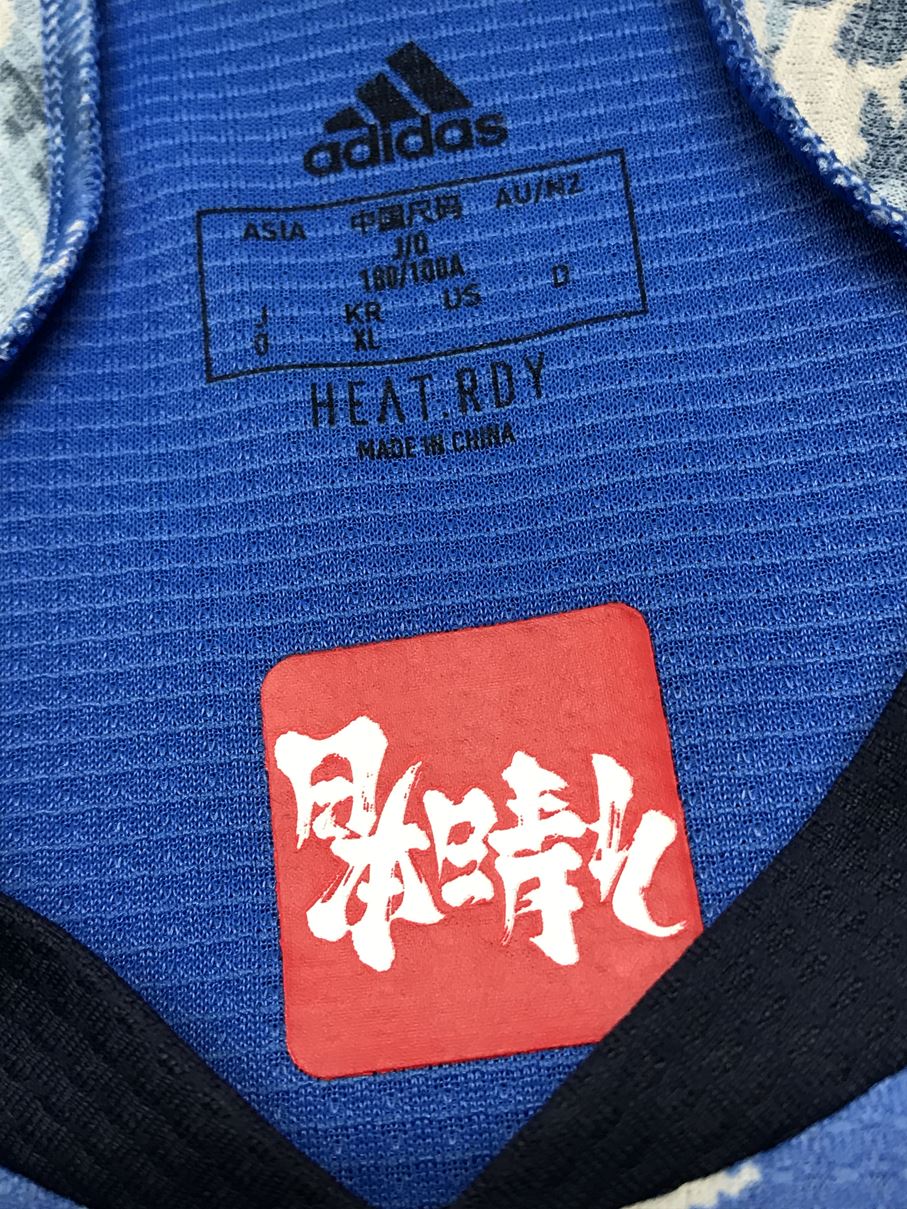 adidas
ASIA 中国尺码 AU/NZ
J/O
180/100A
J KR US D
O XL
HEAT.RDY
MADE IN CHINA
日本晴れ